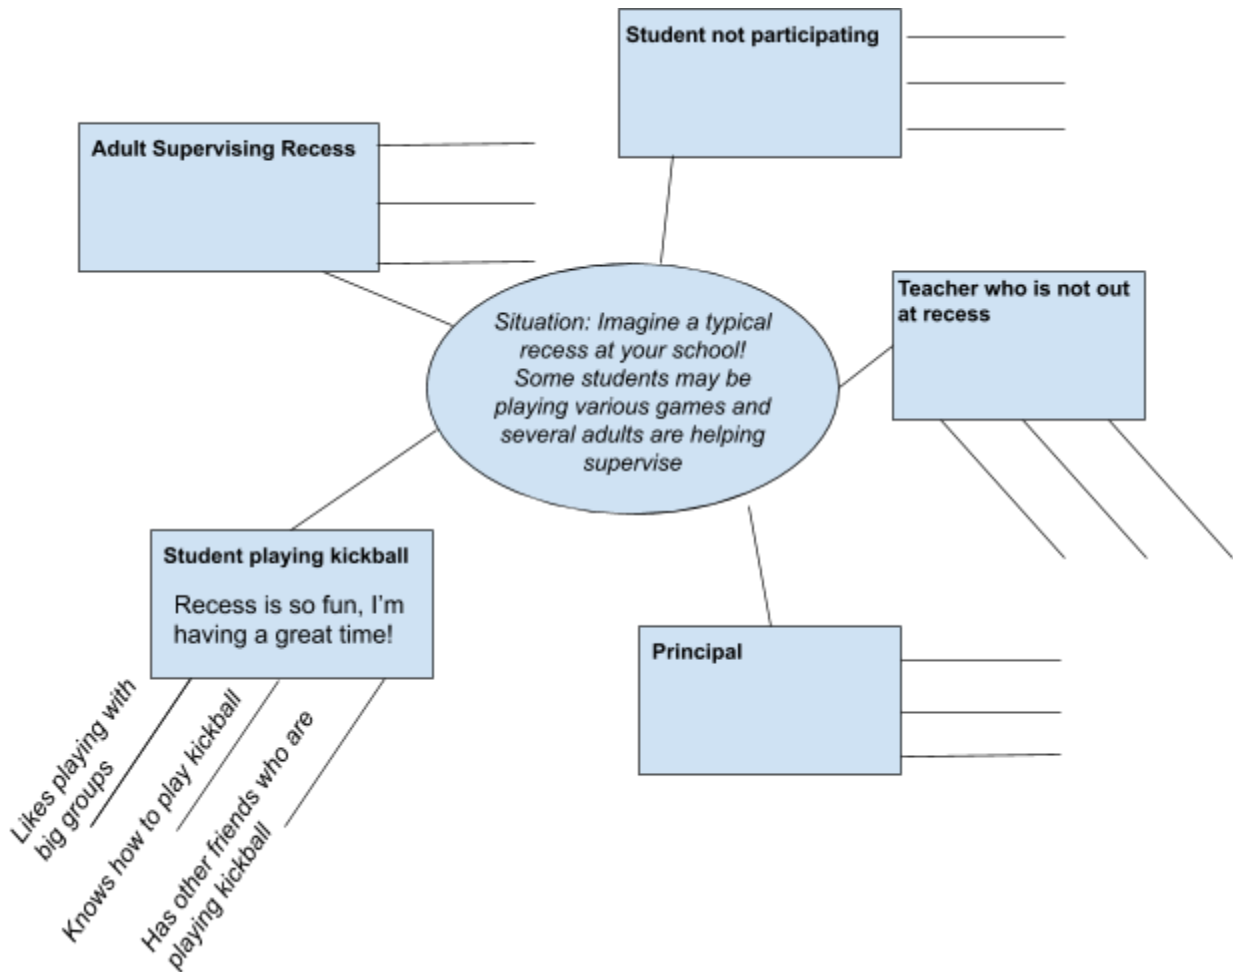 Student not participating
Adult Supervising Recess
Teacher who is not out
at recess
Situation: Imagine a typical
recess at your school!
Some students may be
playing various games and
several adults are helping
supervise
Student playing kickball
Recess is so fun, I'm
having a great time!
Principal
Likes playing with
big groups
Knows how to play kickball
Has other friends who are
playing kickball